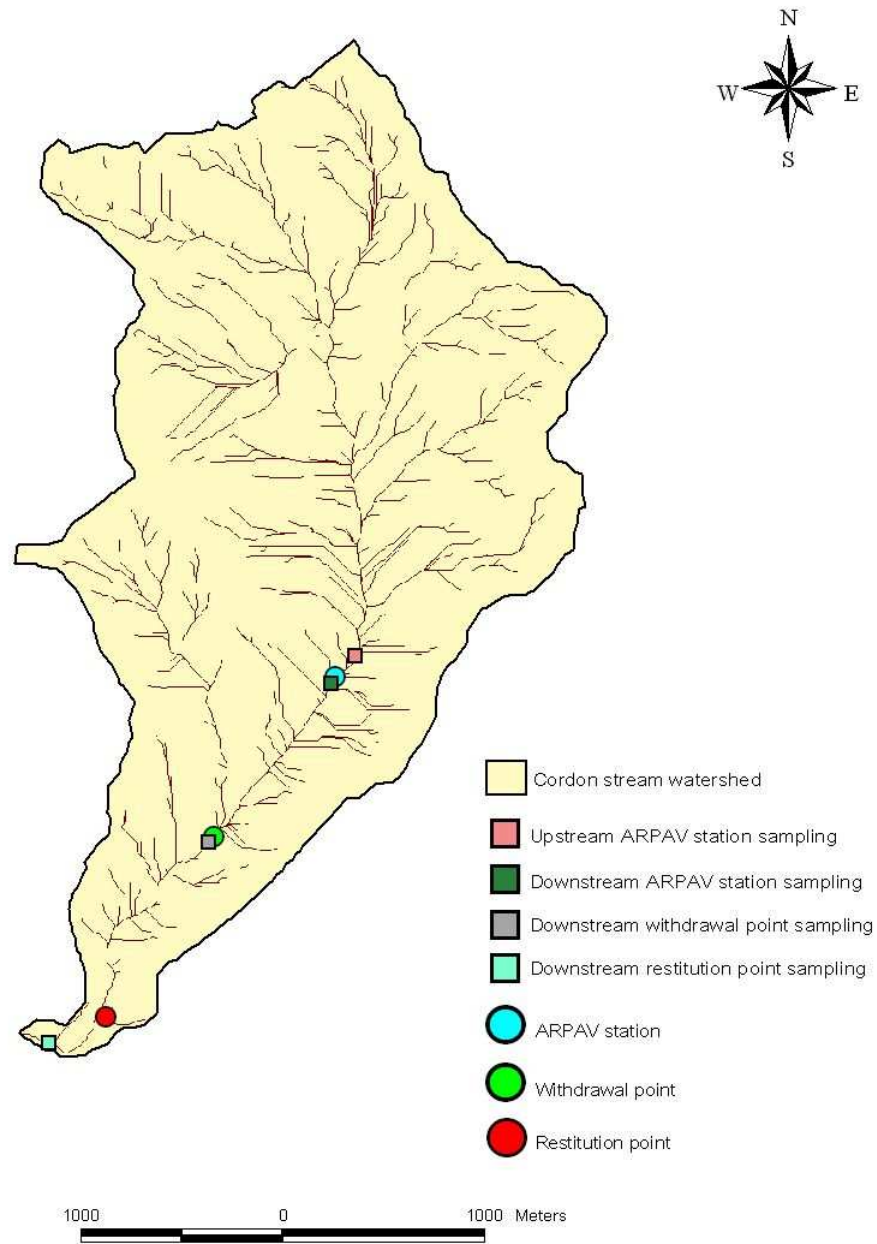 N
W E
S
Cordon stream watershed
Upstream ARPAV station sampling
Downstream ARPAV station sampling
Downstream withdrawal point sampling
Downstream restitution point sampling
ARPAV station
Withdrawal point
Restitution point
1000 0 1000 Meters